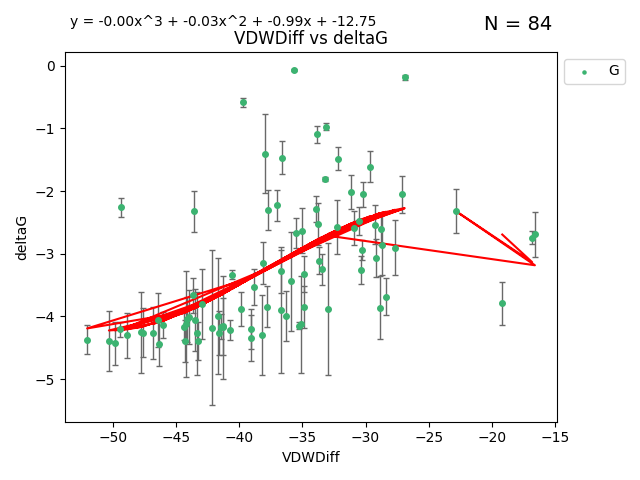 y = -0.00x^3 + -0.03x^2 + -0.99x + -12.75
N = 84
VDWDiff vs deltaG
G
deltaG
0
−1
−2
−3
−4
−5
−50 −45 −40 −35 −30 −25 −20 −15
VDWDiff